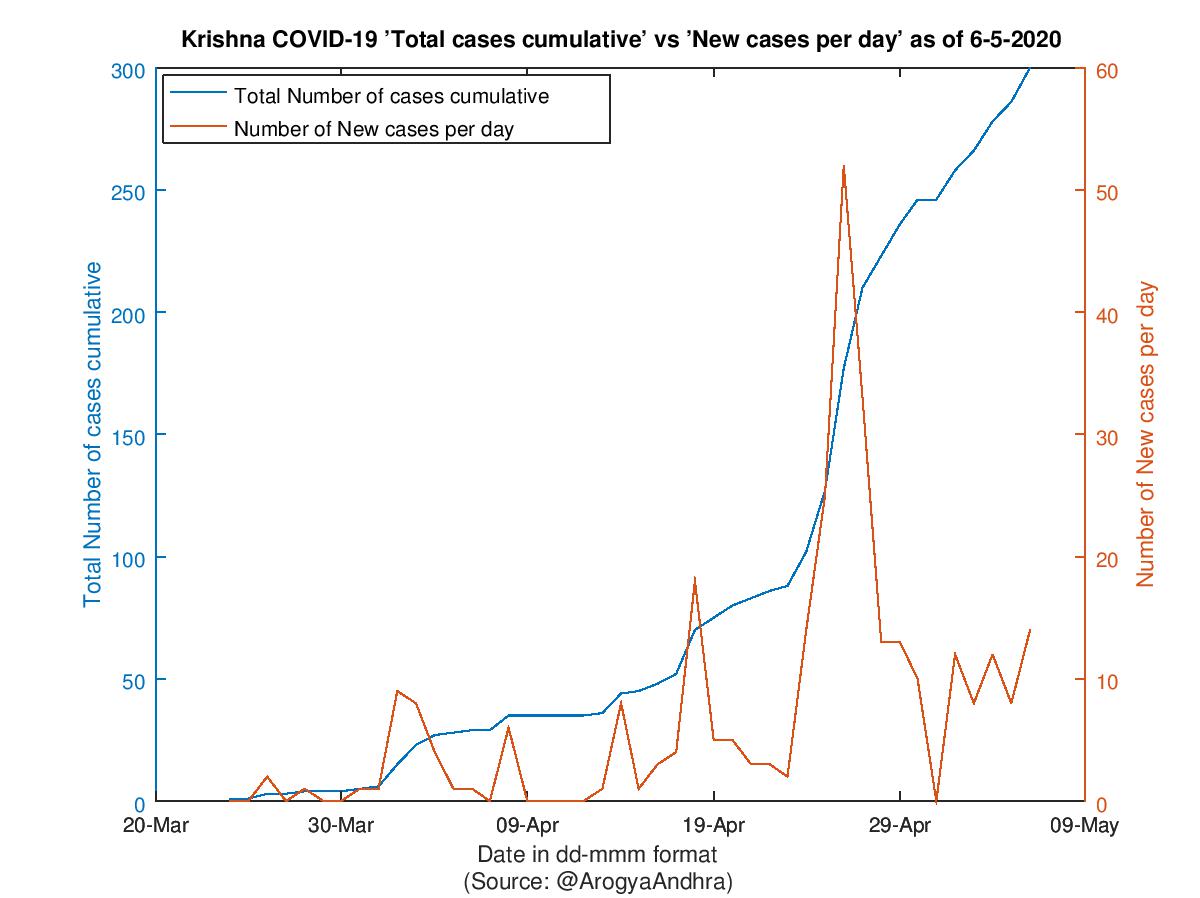 Krishna COVID-19 ’Total cases cumulative’ vs ’New cases per day’ as of 6-5-2020
Total Number of cases cumulative
Number of New cases per day
300
250
200
150
100
50
0
Total Number of cases cumulative
60
50
40
30
20
10
0
Number of New cases per day
20-Mar 30-Mar 09-Apr 19-Apr 29-Apr 09-May
Date in dd-mmm format
(Source: @ArogyaAndhra)